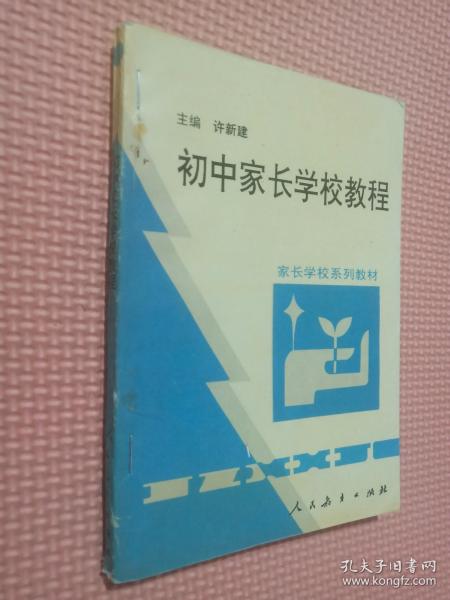 主编 许新建
初中家长学校教程
家长学校系列教材
人民教育出版社
孔夫子旧书网
www.kongfz.com